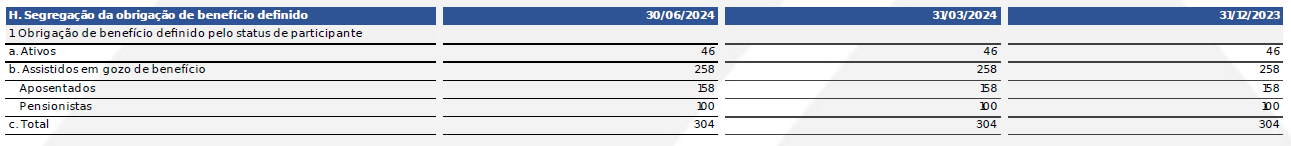 H. Segregação da obrigação de benefício definido 30/06/2024 31/03/2024 31/12/2023
1 Obrigação de benefício definido pelo status de participante
a. Ativos 46 46 46
b. Assistidos em gozo de benefício 258 258 258
Aposentados 158 158 158
Pensionistas 100 100 100
c. Total 304 304 304